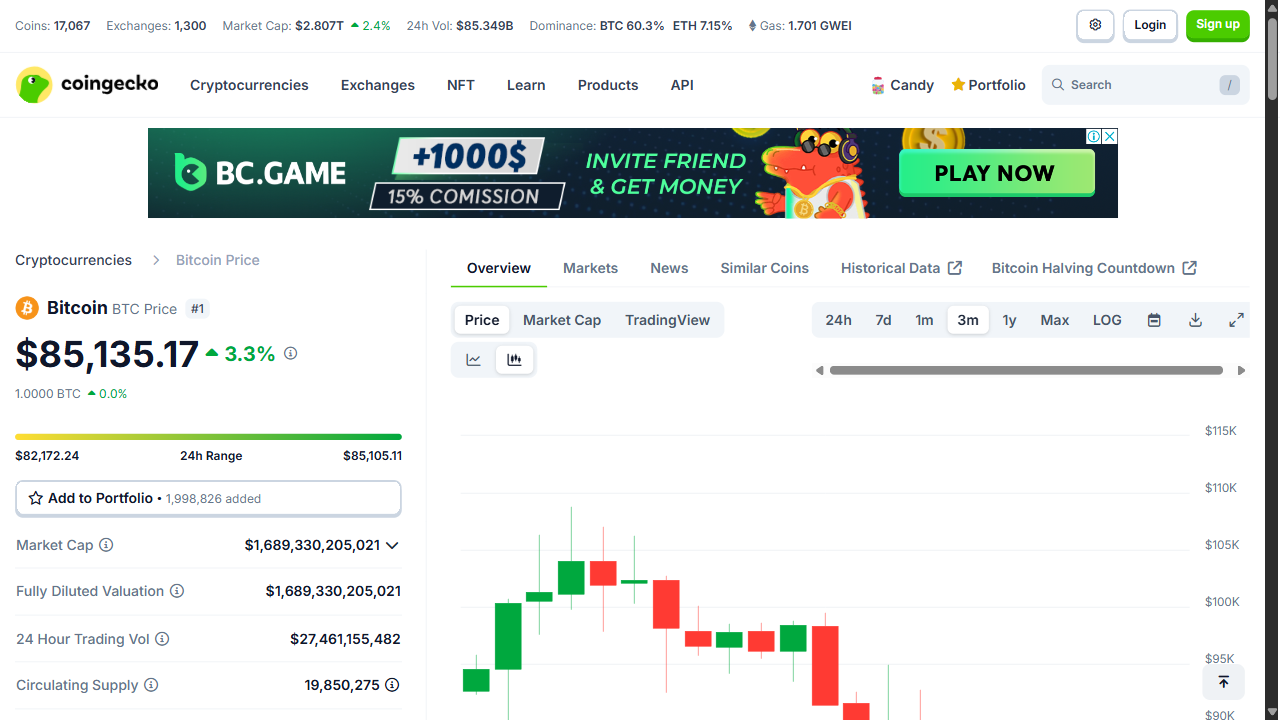 Coins: 17,067 Exchanges: 1,300 Market Cap: $2.807T 2.4% 24h Vol: $85.349B Dominance: BTC 60.3% ETH 7.15% Gas: 1.701 GWEI
Login
Sign up
coingecko
Cryptocurrencies Exchanges NFT Learn Products API
Candy Portfolio Search /
BC.GAME
+1000$
15% COMISSION
INVITE FRIEND
& GET MONEY
PLAY NOW
Cryptocurrencies > Bitcoin Price
Bitcoin BTC Price #1
$85,135.17 3.3%
1.0000 BTC 0.0%
$82,172.24 24h Range $85,105.11
Add to Portfolio • 1,998,826 added
Market Cap $1,689,330,205,021
Fully Diluted Valuation $1,689,330,205,021
24 Hour Trading Vol $27,461,155,482
Circulating Supply 19,850,275
Overview Markets News Similar Coins Historical Data Bitcoin Halving Countdown
Price Market Cap TradingView
24h 7d 1m 3m 1y Max LOG
$115K
$110K
$105K
$100K
$95K
$90K